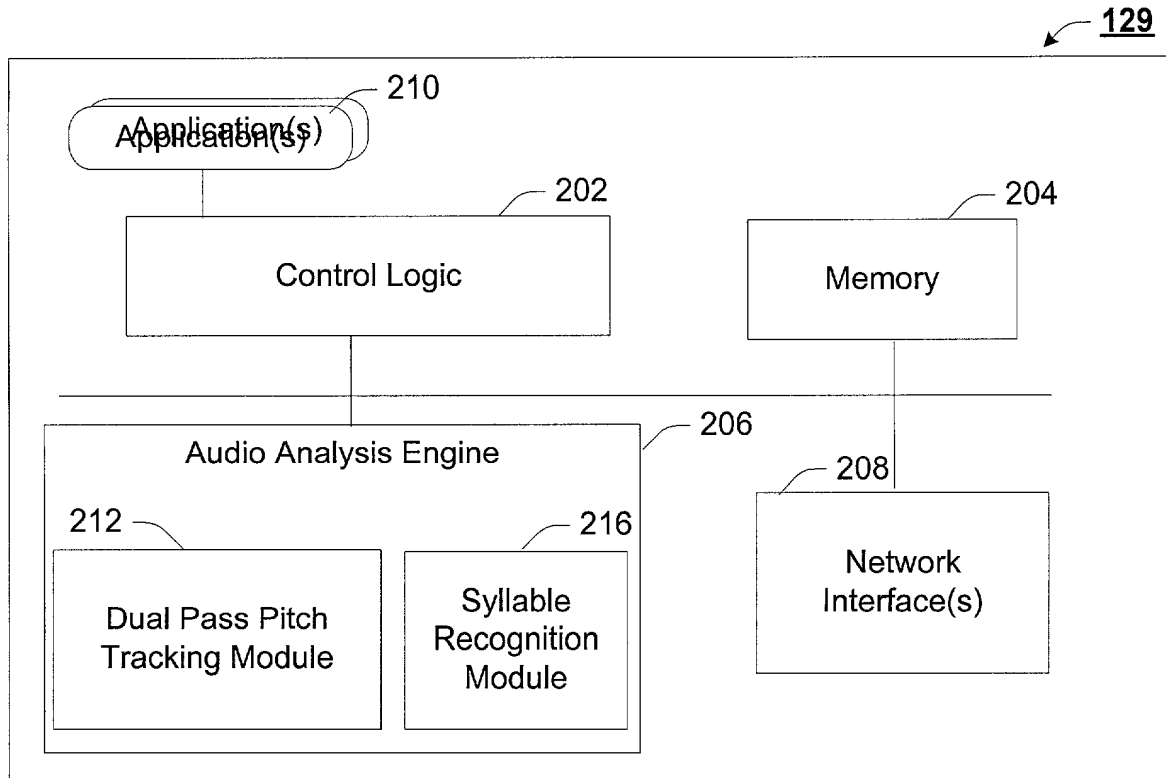 129
210
Application(s)
Application(s)
202
Control Logic
204
Memory
206
Audio Analysis Engine
208
Network
Interface(s)
212
Dual Pass Pitch
Tracking Module
216
Syllable
Recognition
Module